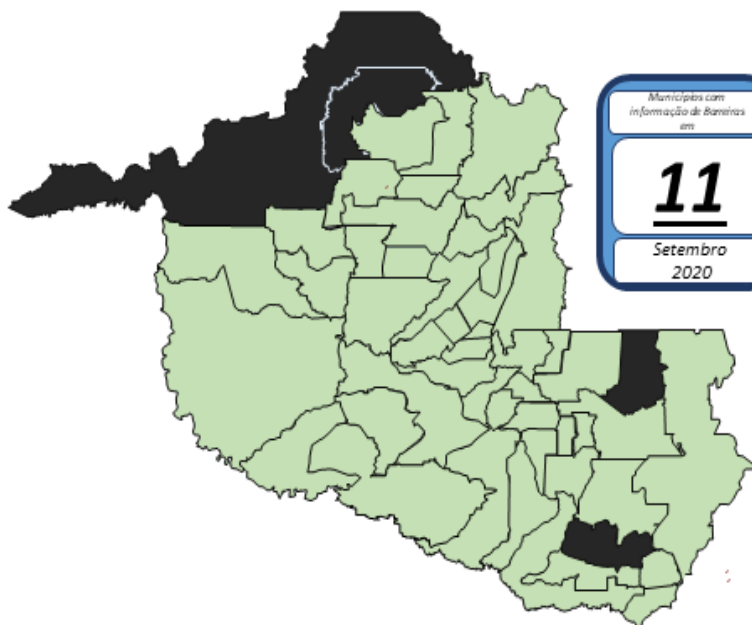 Municípios com
informação de Barreiras
em
11
Setembro
2020